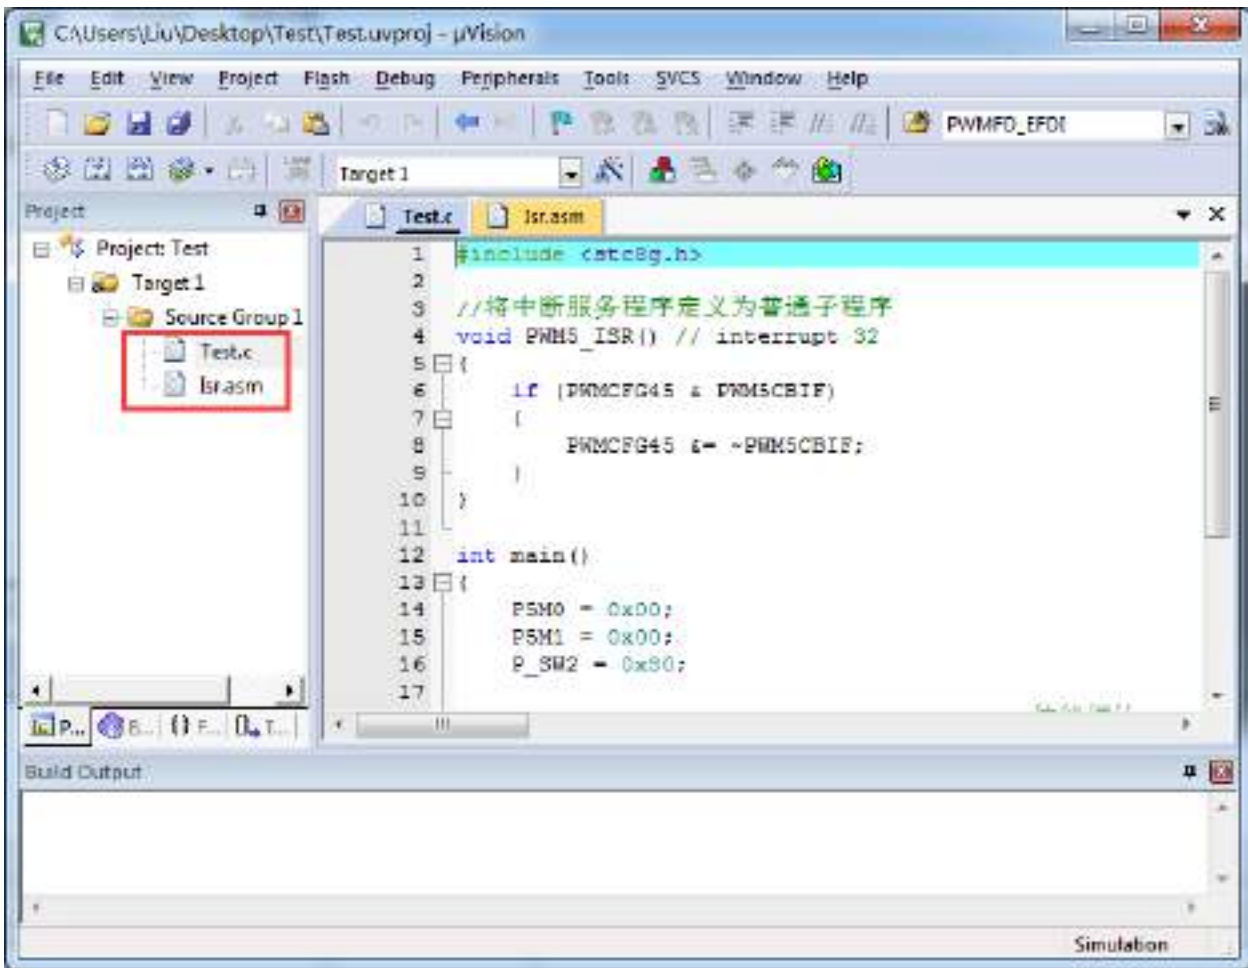 C:\Users\Liu\Desktop\Test\Test.uvproj - µVision
File Edit View Project Flash Debug Peripherals Tools SVCS Window Help
PWMFD_EFDI
Target 1
Project
Project: Test
Target 1
Source Group 1
Test.c
Isr.asm
Test.c Isr.asm
1 #include <stc8g.h>
2
3 //将中断服务程序定义为普通子程序
4 void PWM5_ISR() // interrupt 32
5 {
6 if (PWMCFG45 & PWM5CBIF)
7 {
8 PWMCFG45 &= ~PWM5CBIF;
9 }
10 }
11
12 int main()
13 {
14 P5M0 = 0x00;
15 P5M1 = 0x00;
16 P_SW2 = 0x80;
17
P... B... {} F... T...
Build Output
Simulation